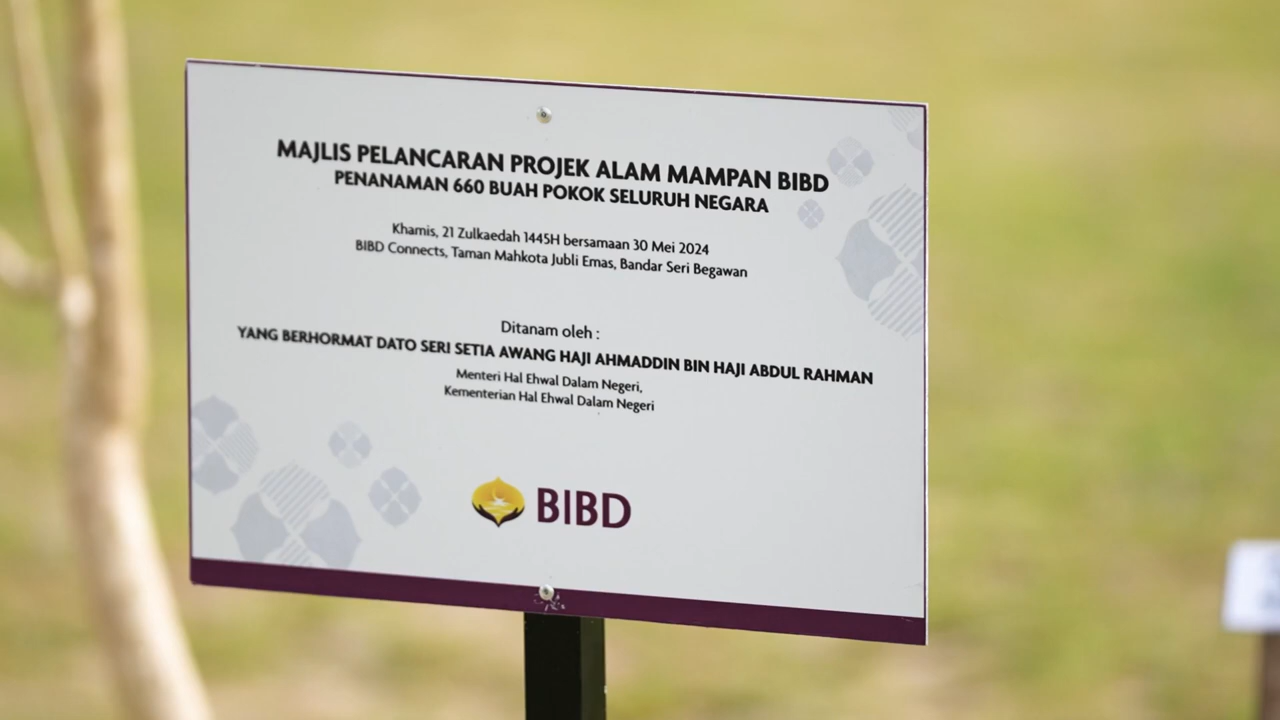 MAJLIS PELANCARAN PROJEK ALAM MAMPAN BIBD
PENANAMAN 660 BUAH POKOK SELURUH NEGARA
Khamis, 21 Zulkaedah 1445H bersamaan 30 Mei 2024
BIBD Connects, Taman Mahkota Jubli Emas, Bandar Seri Begawan
Ditanam oleh :
YANG BERHORMAT DATO SERI SETIA AWANG HAJI AHMADDIN BIN HAJI ABDUL RAHMAN
Menteri Hal Ehwal Dalam Negeri,
Kementerian Hal Ehwal Dalam Negeri
BIBD